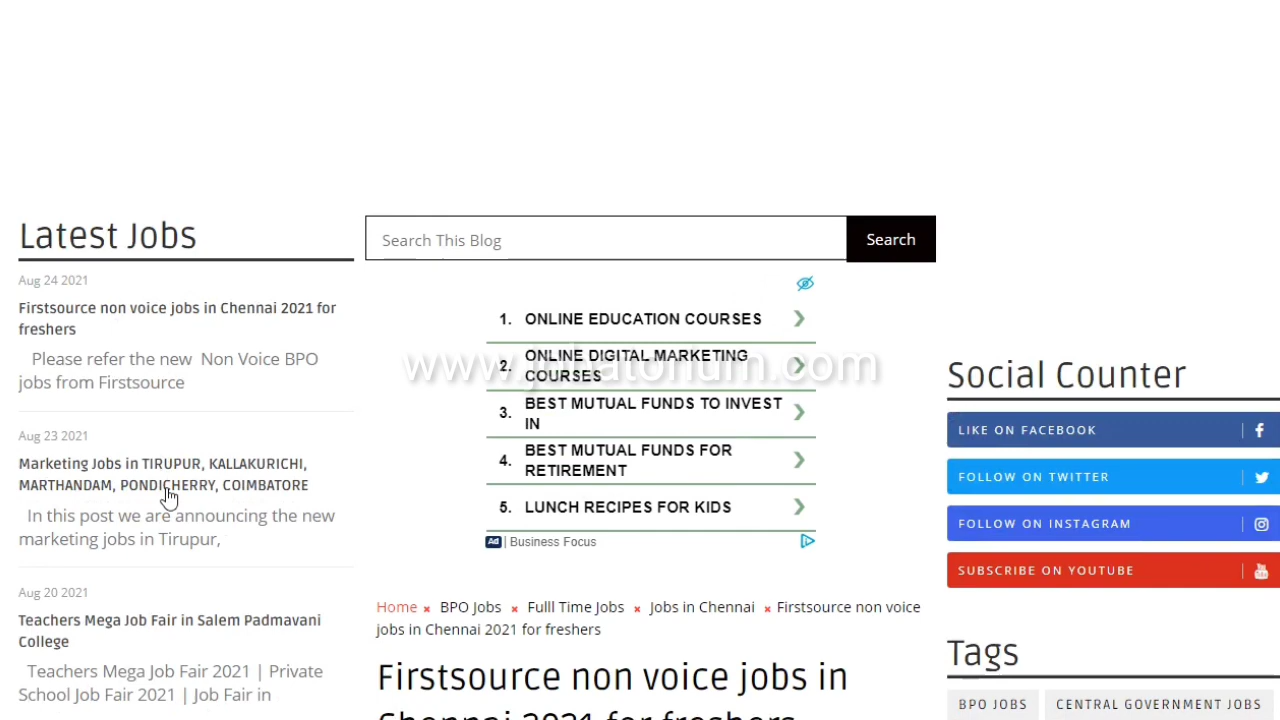 Latest Jobs
Aug 24 2021
Firstsource non voice jobs in Chennai 2021 for
freshers
Please refer the new Non Voice BPO
jobs from Firstsource
Aug 23 2021
Marketing Jobs in TIRUPUR, KALLAKURICHI,
MARTHANDAM, PONDICHERRY, COIMBATORE
In this post we are announcing the new
marketing jobs in Tirupur,
Aug 20 2021
Teachers Mega Job Fair in Salem Padmavani
College
Teachers Mega Job Fair 2021 | Private
School Job Fair 2021 | Job Fair in
Search This Blog
Search
1. ONLINE EDUCATION COURSES
2. ONLINE DIGITAL MARKETING
COURSES
www.jobatorium.com
3. BEST MUTUAL FUNDS TO INVEST
IN
4. BEST MUTUAL FUNDS FOR
RETIREMENT
5. LUNCH RECIPES FOR KIDS
Ad | Business Focus
Home × BPO Jobs × Fulll Time Jobs × Jobs in Chennai × Firstsource non voice
jobs in Chennai 2021 for freshers
Firstsource non voice jobs in
Chennai 2021 for freshers
Social Counter
LIKE ON FACEBOOK
FOLLOW ON TWITTER
FOLLOW ON INSTAGRAM
SUBSCRIBE ON YOUTUBE
Tags
BPO JOBS
CENTRAL GOVERNMENT JOBS